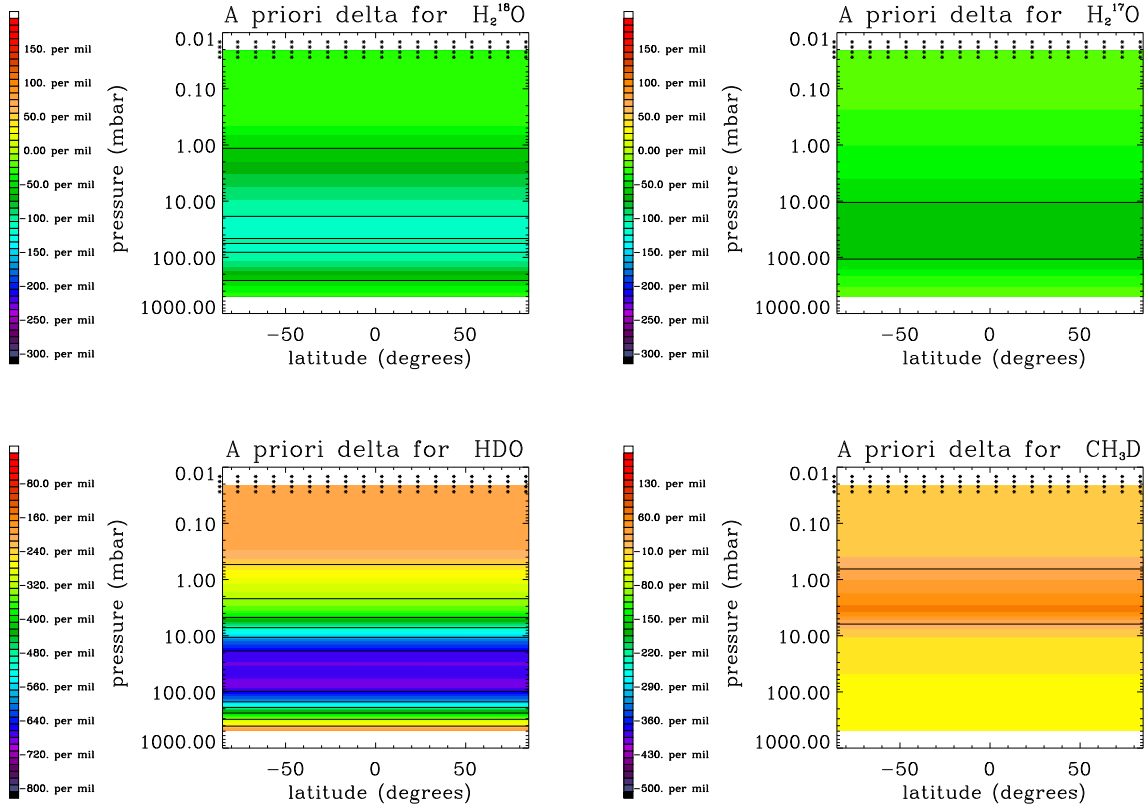 A priori delta for H₂¹⁸O
150. per mil
100. per mil
50.0 per mil
0.00 per mil
−50.0 per mil
−100. per mil
−150. per mil
−200. per mil
−250. per mil
−300. per mil
pressure (mbar)
0.01
0.10
1.00
10.00
100.00
1000.00
−50 0 50
latitude (degrees)
A priori delta for H₂¹⁷O
150. per mil
100. per mil
50.0 per mil
0.00 per mil
−50.0 per mil
−100. per mil
−150. per mil
−200. per mil
−250. per mil
−300. per mil
pressure (mbar)
0.01
0.10
1.00
10.00
100.00
1000.00
−50 0 50
latitude (degrees)
A priori delta for HDO
−80.0 per mil
−160. per mil
−240. per mil
−320. per mil
−400. per mil
−480. per mil
−560. per mil
−640. per mil
−720. per mil
−800. per mil
pressure (mbar)
0.01
0.10
1.00
10.00
100.00
1000.00
−50 0 50
latitude (degrees)
A priori delta for CH₃D
130. per mil
60.0 per mil
−10.0 per mil
−80.0 per mil
−150. per mil
−220. per mil
−290. per mil
−360. per mil
−430. per mil
−500. per mil
pressure (mbar)
0.01
0.10
1.00
10.00
100.00
1000.00
−50 0 50
latitude (degrees)